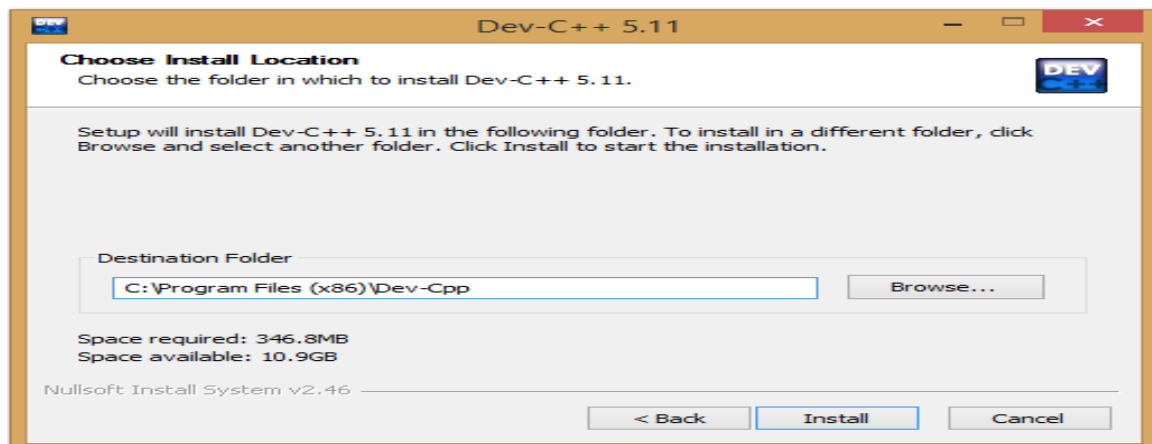 DEV
Dev-C++ 5.11
Choose Install Location
Choose the folder in which to install Dev-C++ 5.11.
DEV
C++
Setup will install Dev-C++ 5.11 in the following folder. To install in a different folder, click
Browse and select another folder. Click Install to start the installation.
Destination Folder
C:\Program Files (x86)\Dev-Cpp
Browse...
Space required: 346.8MB
Space available: 10.9GB
Nullsoft Install System v2.46
< Back Install Cancel